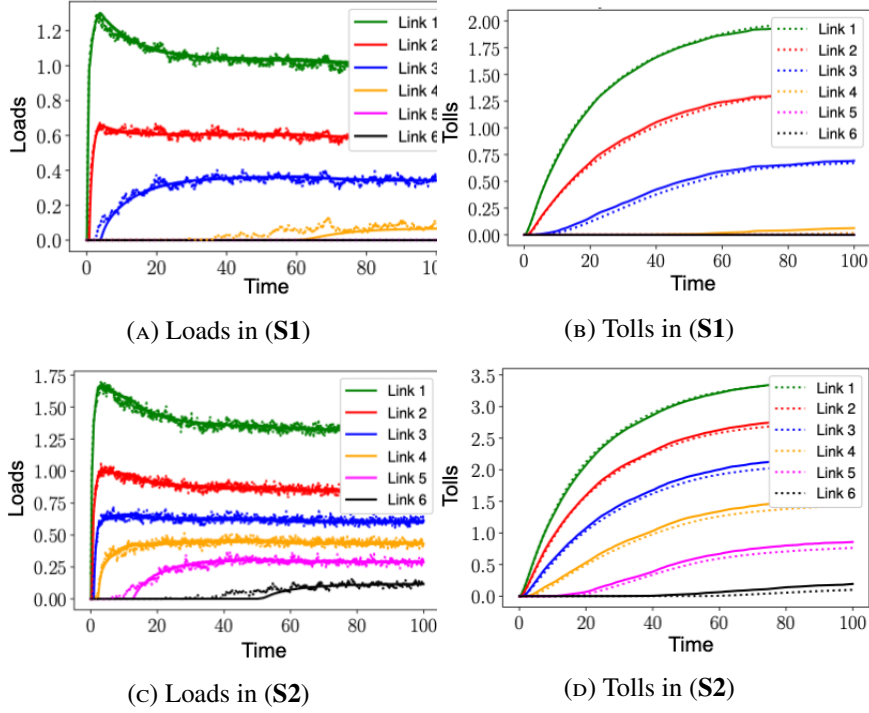 Loads
1.2
1.0
0.8
0.6
0.4
0.2
0.0
0 20 40 60 80 100
Time
Link 1
Link 2
Link 3
Link 4
Link 5
Link 6
(A) Loads in (S1)
Tolls
2.00
1.75
1.50
1.25
1.00
0.75
0.50
0.25
0.00
0 20 40 60 80 100
Time
Link 1
Link 2
Link 3
Link 4
Link 5
Link 6
(B) Tolls in (S1)
Loads
1.75
1.50
1.25
1.00
0.75
0.50
0.25
0.00
0 20 40 60 80 100
Time
Link 1
Link 2
Link 3
Link 4
Link 5
Link 6
(C) Loads in (S2)
Tolls
3.5
3.0
2.5
2.0
1.5
1.0
0.5
0.0
0 20 40 60 80 100
Time
Link 1
Link 2
Link 3
Link 4
Link 5
Link 6
(D) Tolls in (S2)